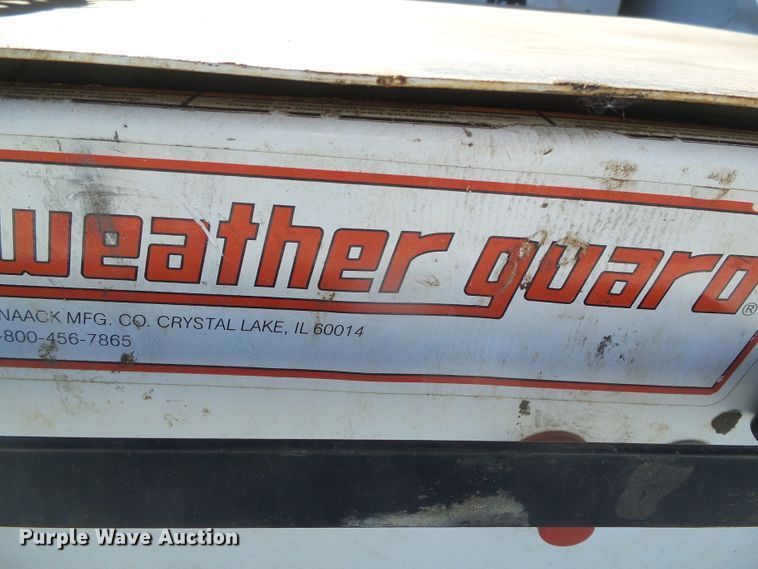 weather guard ®
NAACK MFG. CO. CRYSTAL LAKE, IL 60014
-800-456-7865
Purple Wave Auction